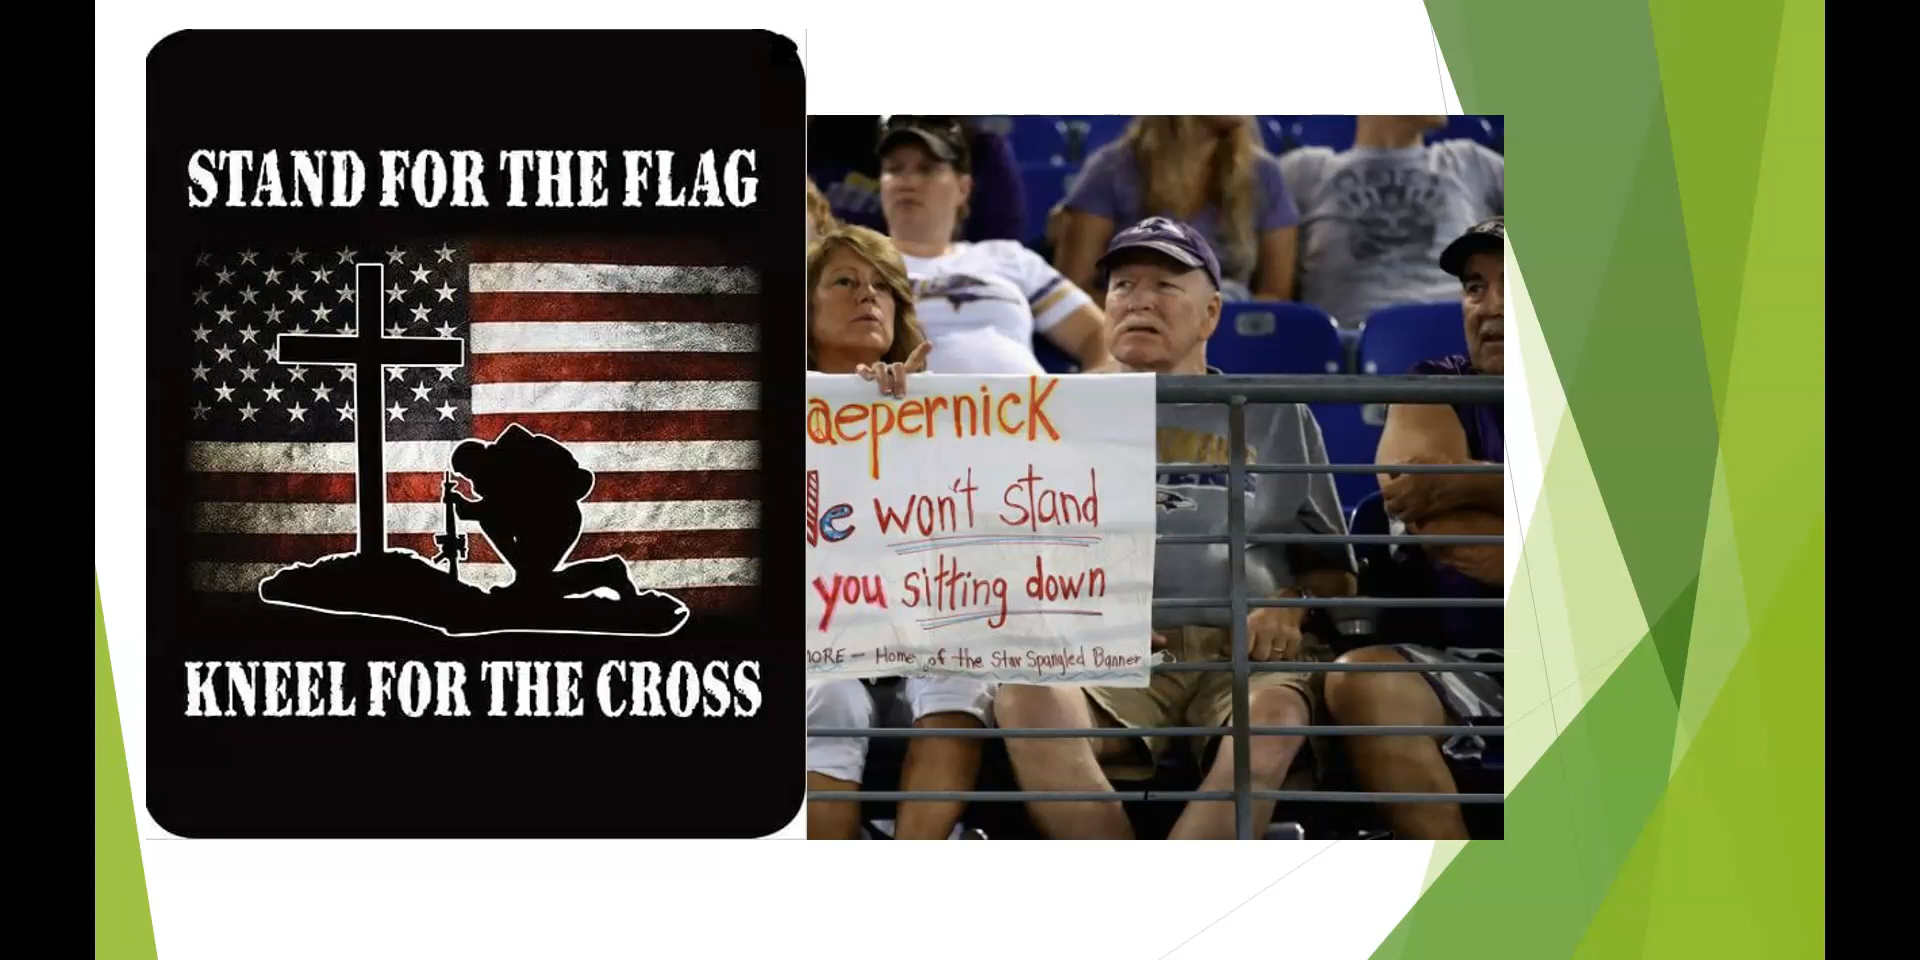 STAND FOR THE FLAG
KNEEL FOR THE CROSS
aepernick
e won't stand
you sitting down
ORE — Home of the Star Spangled Banner